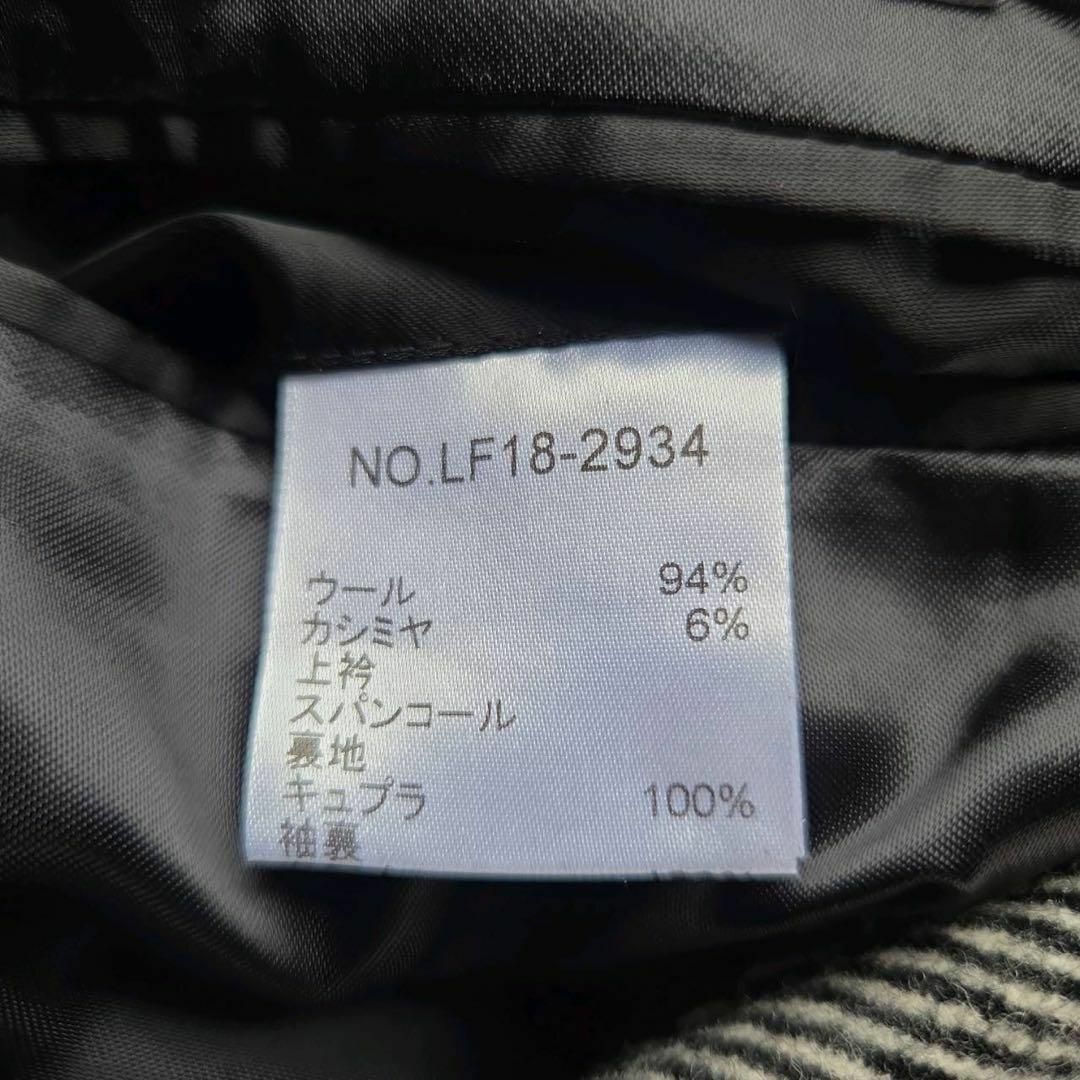 NO.LF18-2934
ウール 94%
カシミヤ 6%
上衿
スパンコール
裏地
キュプラ 100%
袖裏